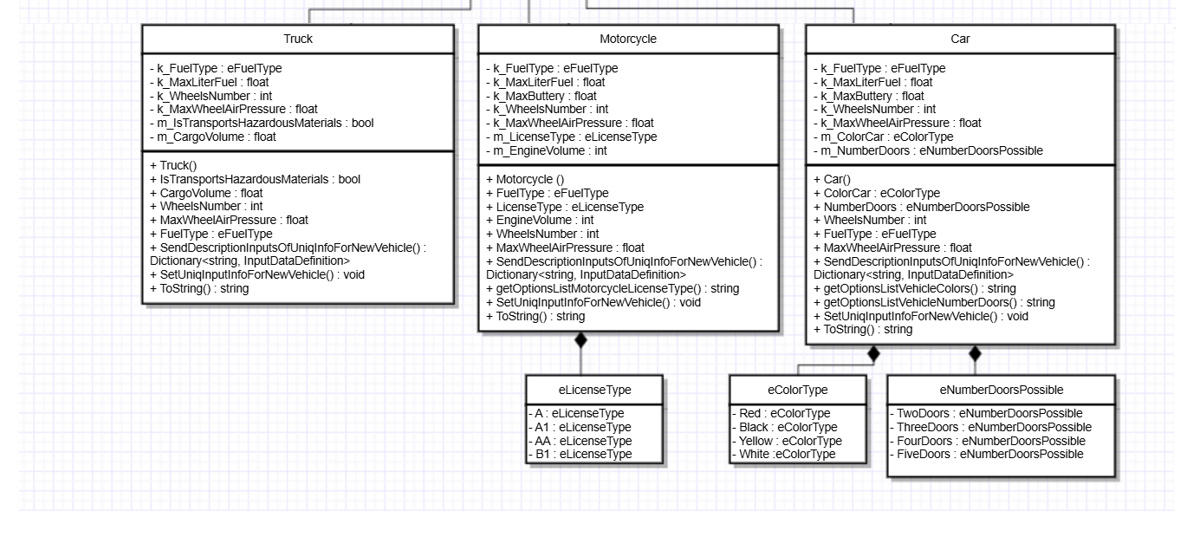 Truck
- k_FuelType : eFuelType
- k_MaxLiterFuel : float
- k_WheelsNumber : int
- k_MaxWheelAirPressure : float
- m_IsTransportsHazardousMaterials : bool
- m_CargoVolume : float
+ Truck()
+ IsTransportsHazardousMaterials : bool
+ CargoVolume : float
+ WheelsNumber : int
+ MaxWheelAirPressure : float
+ FuelType : eFuelType
+ SendDescriptionInputsOfUniqInfoForNewVehicle() :
Dictionary<string, InputDataDefinition>
+ SetUniqInputInfoForNewVehicle() : void
+ ToString() : string
Motorcycle
- k_FuelType : eFuelType
- k_MaxLiterFuel : float
- k_MaxButtery : float
- k_WheelsNumber : int
- k_MaxWheelAirPressure : float
- m_LicenseType : eLicenseType
- m_EngineVolume : int
+ Motorcycle ()
+ FuelType : eFuelType
+ LicenseType : eLicenseType
+ EngineVolume : int
+ WheelsNumber : int
+ MaxWheelAirPressure : float
+ SendDescriptionInputsOfUniqInfoForNewVehicle() :
Dictionary<string, InputDataDefinition>
+ getOptionsListMotorcycleLicenseType() : string
+ SetUniqInputInfoForNewVehicle() : void
+ ToString() : string
Car
- k_FuelType : eFuelType
- k_MaxLiterFuel : float
- k_MaxButtery : float
- k_WheelsNumber : int
- k_MaxWheelAirPressure : float
- m_ColorCar : eColorType
- m_NumberDoors : eNumberDoorsPossible
+ Car()
+ ColorCar : eColorType
+ NumberDoors : eNumberDoorsPossible
+ WheelsNumber : int
+ FuelType : eFuelType
+ MaxWheelAirPressure : float
+ SendDescriptionInputsOfUniqInfoForNewVehicle() :
Dictionary<string, InputDataDefinition>
+ getOptionsListVehicleColors() : string
+ getOptionsListVehicleNumberDoors() : string
+ SetUniqInputInfoForNewVehicle() : void
+ ToString() : string
eLicenseType
- A : eLicenseType
- A1 : eLicenseType
- AA : eLicenseType
- B1 : eLicenseType
eColorType
- Red : eColorType
- Black : eColorType
- Yellow : eColorType
- White :eColorType
eNumberDoorsPossible
- TwoDoors : eNumberDoorsPossible
- ThreeDoors : eNumberDoorsPossible
- FourDoors : eNumberDoorsPossible
- FiveDoors : eNumberDoorsPossible